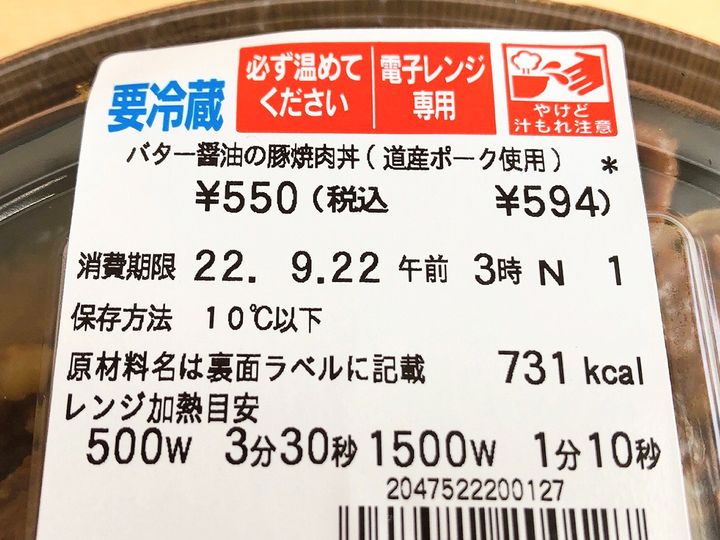 要冷蔵
必ず温めて
ください
電子レンジ
専用
やけど
汁もれ注意
バター醤油の豚焼肉丼(道産ポーク使用) *
¥550(税込 ¥594)
消費期限 22. 9.22 午前 3時 N 1
保存方法 10℃以下
原材料名は裏面ラベルに記載 731kcal
レンジ加熱目安
500W 3分30秒 1500W 1分10秒
2047522200127